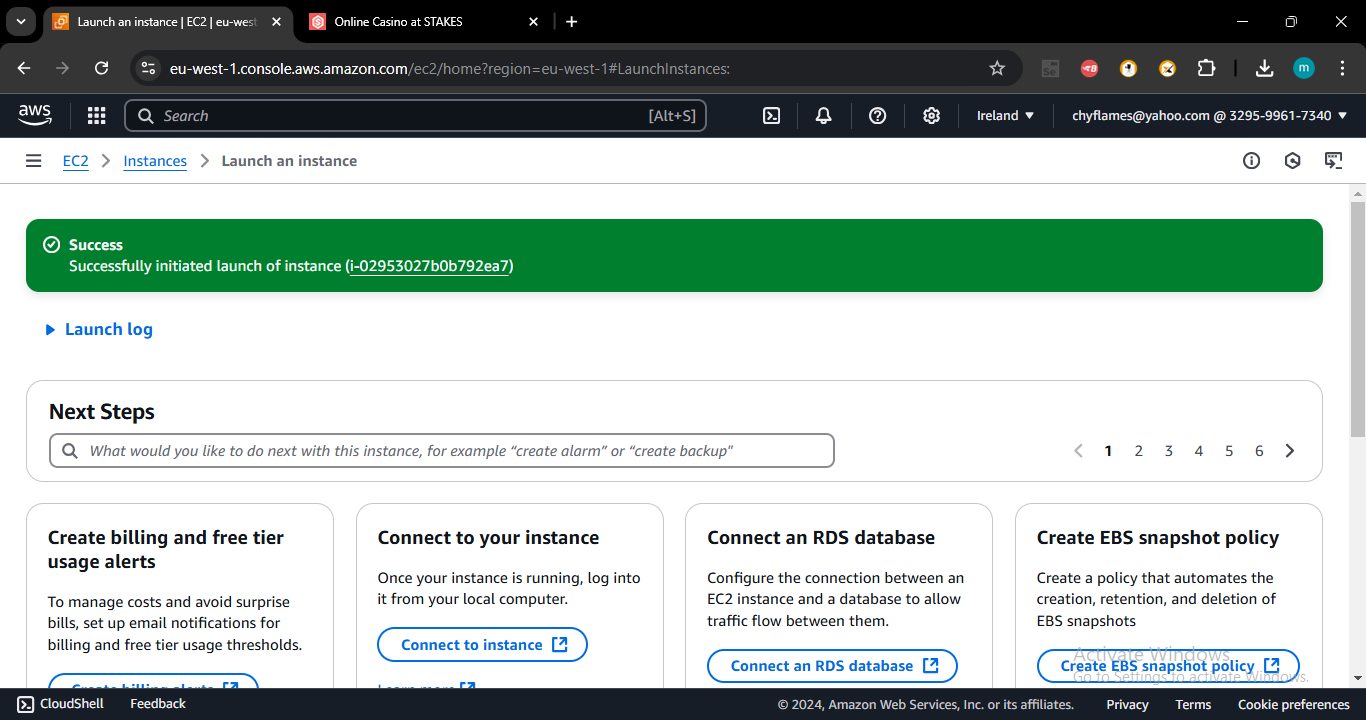 Launch an instance | EC2 | eu-west
Online Casino at STAKES
eu-west-1.console.aws.amazon.com/ec2/home?region=eu-west-1#LaunchInstances:
m
aws
Search
[Alt+S]
Ireland
chyflames@yahoo.com @ 3295-9961-7340
EC2
Instances
Launch an instance
Success
Successfully initiated launch of instance (i-02953027b0b792ea7)
Launch log
Next Steps
What would you like to do next with this instance, for example “create alarm” or “create backup"
1 2 3 4 5 6
Create billing and free tier
usage alerts
To manage costs and avoid surprise
bills, set up email notifications for
billing and free tier usage thresholds.
Create billing alerts
Connect to your instance
Once your instance is running, log into
it from your local computer.
Connect to instance
Learn more
Connect an RDS database
Configure the connection between an
EC2 instance and a database to allow
traffic flow between them.
Connect an RDS database
Create EBS snapshot policy
Create a policy that automates the
creation, retention, and deletion of
EBS snapshots
Create EBS snapshot policy
Activate Windows
Go to Settings to activate Windows.
CloudShell
Feedback
© 2024, Amazon Web Services, Inc. or its affiliates.
Privacy
Terms
Cookie preferences